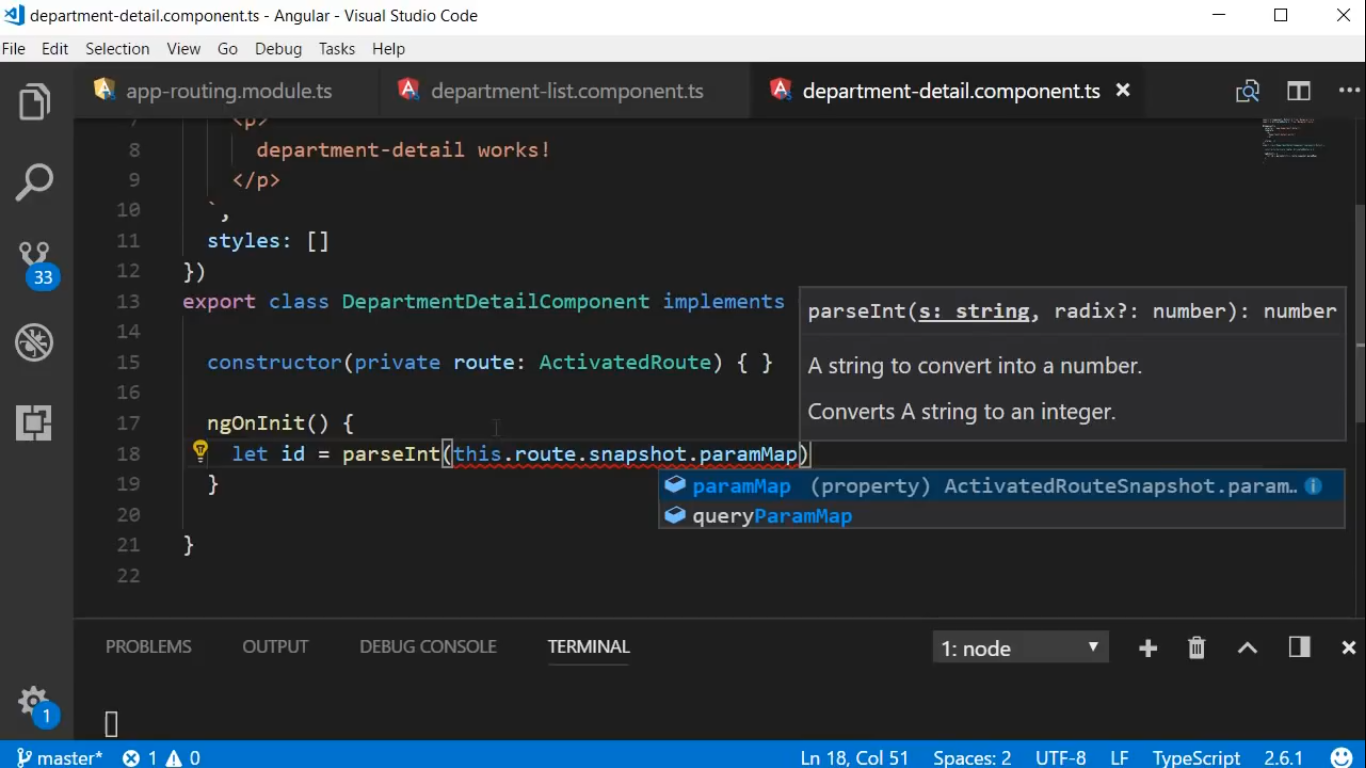 department-detail.component.ts - Angular - Visual Studio Code
File Edit Selection View Go Debug Tasks Help
app-routing.module.ts department-list.component.ts department-detail.component.ts
7 <p>
8 department-detail works!
9 </p>
10 `,
11 styles: []
12 })
13 export class DepartmentDetailComponent implements
14
15 constructor(private route: ActivatedRoute) { }
16
17 ngOnInit() {
18 let id = parseInt(this.route.snapshot.paramMap)
19 }
20
21 }
22
parseInt(s: string, radix?: number): number
A string to convert into a number.
Converts A string to an integer.
paramMap (property) ActivatedRouteSnapshot.param…
queryParamMap
33
1
PROBLEMS OUTPUT DEBUG CONSOLE TERMINAL 1: node
master* 1 0 Ln 18, Col 51 Spaces: 2 UTF-8 LF TypeScript 2.6.1